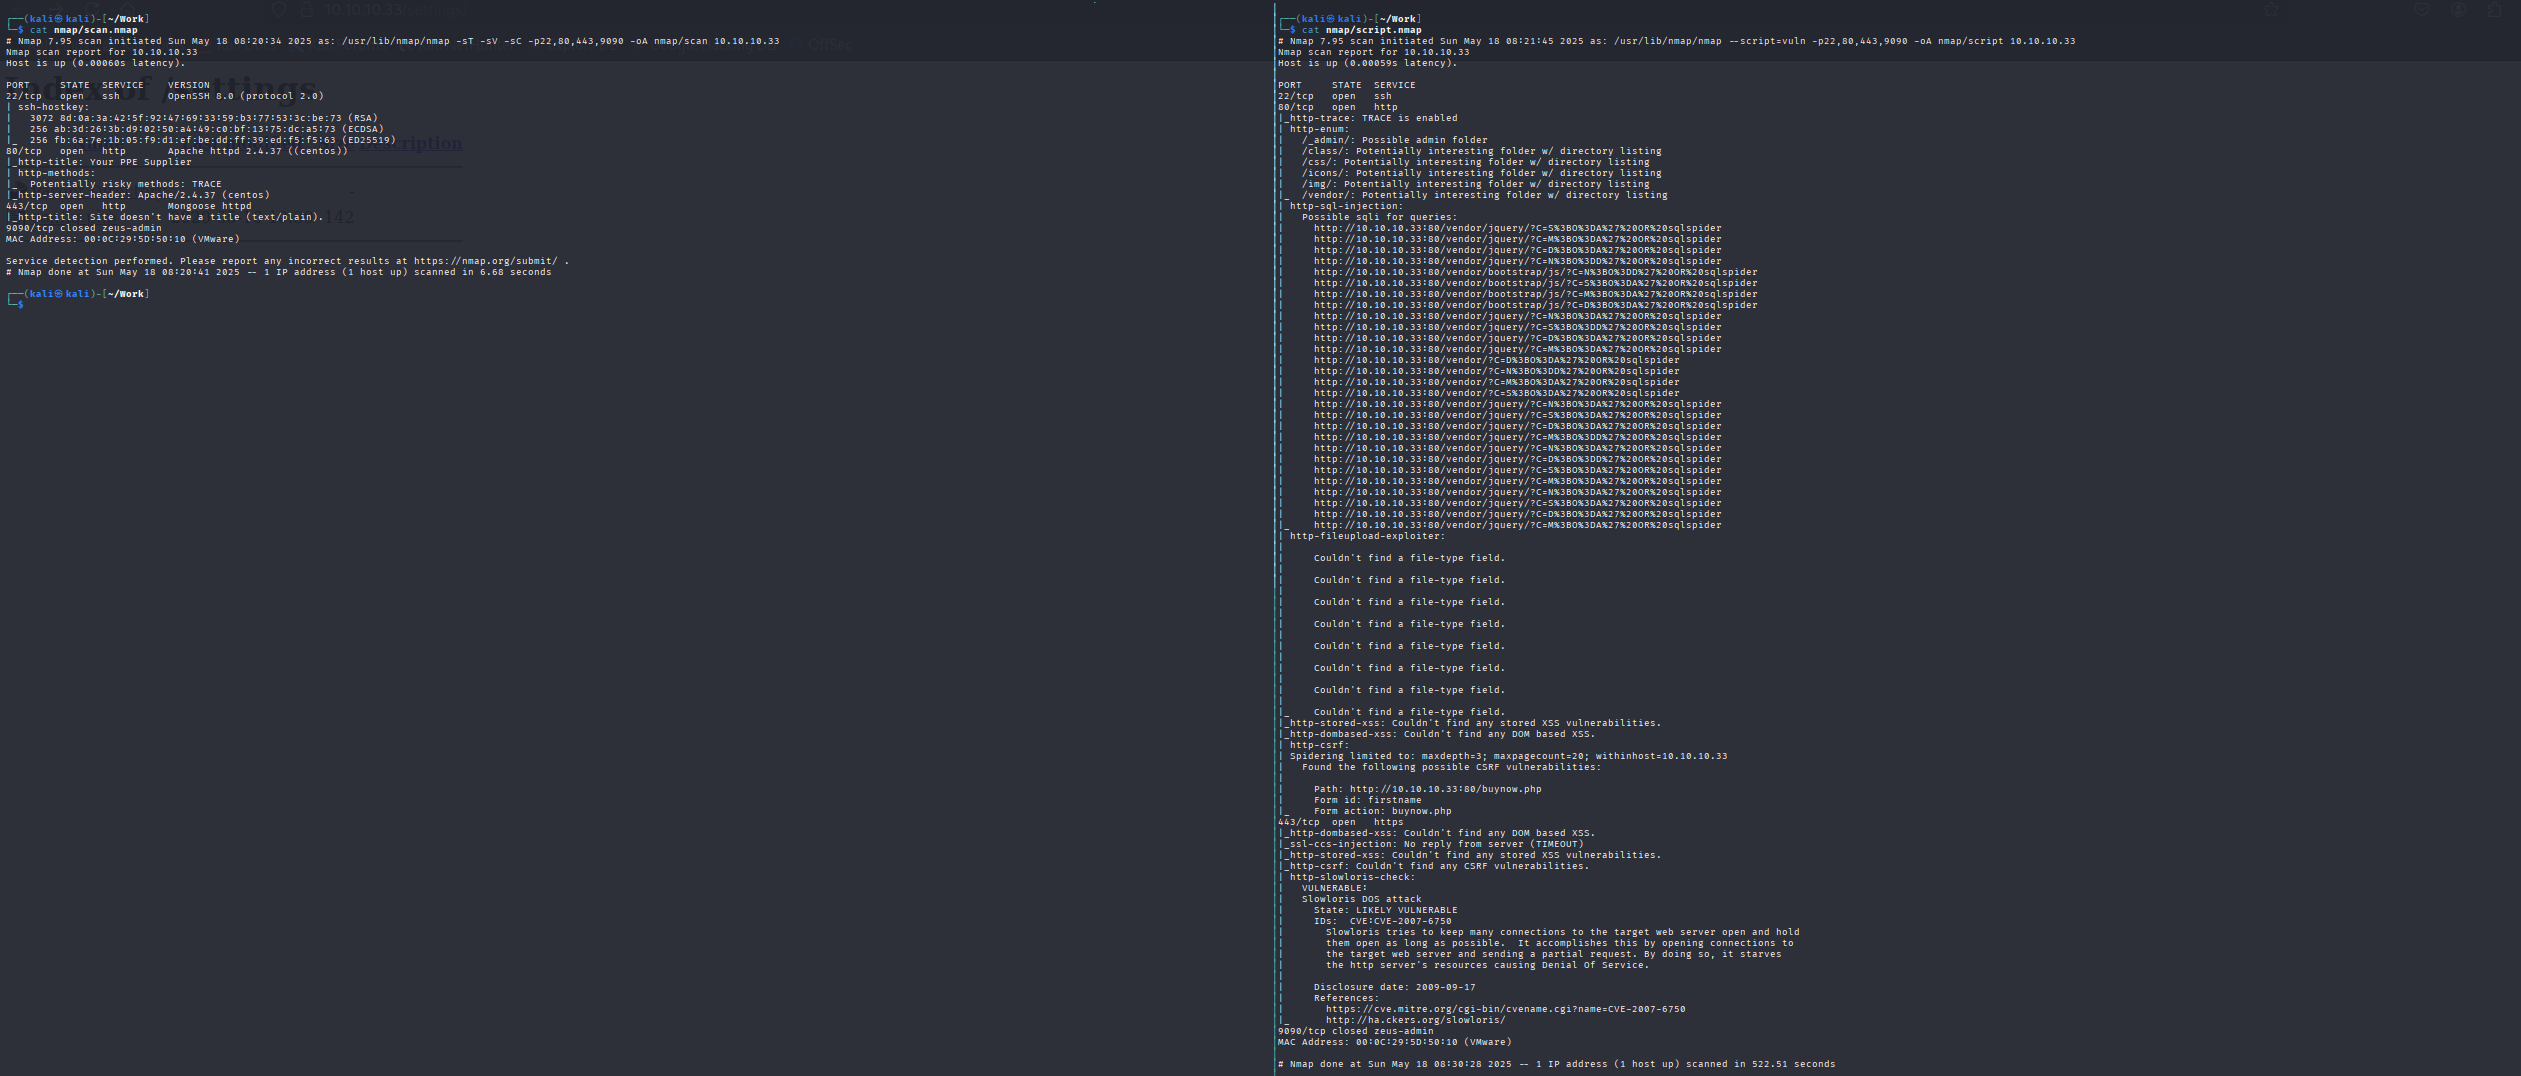 ┌──(kali㉿kali)-[~/Work]
└─$ cat nmap/scan.nmap
# Nmap 7.95 scan initiated Sun May 18 08:20:34 2025 as: /usr/lib/nmap/nmap -sT -sV -sC -p22,80,443,9090 -oA nmap/scan 10.10.10.33
Nmap scan report for 10.10.10.33
Host is up (0.00060s latency).

PORT     STATE  SERVICE    VERSION
22/tcp   open   ssh        OpenSSH 8.0 (protocol 2.0)
| ssh-hostkey:
|   3072 8d:0a:3a:42:5f:92:47:69:33:59:b3:77:53:3c:be:73 (RSA)
|   256 ab:3d:26:3b:d9:02:50:a4:49:c0:bf:13:75:dc:a5:73 (ECDSA)
|_  256 fb:6a:7e:1b:05:f9:d1:ef:be:dd:ff:39:ed:f5:f5:63 (ED25519)
80/tcp   open   http       Apache httpd 2.4.37 ((centos))
|_http-title: Your PPE Supplier
| http-methods:
|_  Potentially risky methods: TRACE
|_http-server-header: Apache/2.4.37 (centos)
443/tcp  open   http       Mongoose httpd
|_http-title: Site doesn't have a title (text/plain).
9090/tcp closed zeus-admin
MAC Address: 00:0C:29:5D:50:10 (VMware)

Service detection performed. Please report any incorrect results at https://nmap.org/submit/ .
# Nmap done at Sun May 18 08:20:41 2025 -- 1 IP address (1 host up) scanned in 6.68 seconds

┌──(kali㉿kali)-[~/Work]
└─$
10.10.10.33/settings
OffSec
Index of /settings
Description
-
142
┌──(kali㉿kali)-[~/Work]
└─$ cat nmap/script.nmap
# Nmap 7.95 scan initiated Sun May 18 08:21:45 2025 as: /usr/lib/nmap/nmap --script=vuln -p22,80,443,9090 -oA nmap/script 10.10.10.33
Nmap scan report for 10.10.10.33
Host is up (0.00059s latency).

PORT     STATE  SERVICE
22/tcp   open   ssh
80/tcp   open   http
|_http-trace: TRACE is enabled
| http-enum:
|   /_admin/: Possible admin folder
|   /class/: Potentially interesting folder w/ directory listing
|   /css/: Potentially interesting folder w/ directory listing
|   /icons/: Potentially interesting folder w/ directory listing
|   /img/: Potentially interesting folder w/ directory listing
|_  /vendor/: Potentially interesting folder w/ directory listing
| http-sql-injection:
|   Possible sqli for queries:
|     http://10.10.10.33:80/vendor/jquery/?C=S%3BO%3DA%27%20OR%20sqlspider
|     http://10.10.10.33:80/vendor/jquery/?C=M%3BO%3DA%27%20OR%20sqlspider
|     http://10.10.10.33:80/vendor/jquery/?C=D%3BO%3DA%27%20OR%20sqlspider
|     http://10.10.10.33:80/vendor/jquery/?C=N%3BO%3DD%27%20OR%20sqlspider
|     http://10.10.10.33:80/vendor/bootstrap/js/?C=N%3BO%3DD%27%20OR%20sqlspider
|     http://10.10.10.33:80/vendor/bootstrap/js/?C=S%3BO%3DA%27%20OR%20sqlspider
|     http://10.10.10.33:80/vendor/bootstrap/js/?C=M%3BO%3DA%27%20OR%20sqlspider
|     http://10.10.10.33:80/vendor/bootstrap/js/?C=D%3BO%3DA%27%20OR%20sqlspider
|     http://10.10.10.33:80/vendor/jquery/?C=N%3BO%3DA%27%20OR%20sqlspider
|     http://10.10.10.33:80/vendor/jquery/?C=S%3BO%3DD%27%20OR%20sqlspider
|     http://10.10.10.33:80/vendor/jquery/?C=D%3BO%3DA%27%20OR%20sqlspider
|     http://10.10.10.33:80/vendor/jquery/?C=M%3BO%3DA%27%20OR%20sqlspider
|     http://10.10.10.33:80/vendor/?C=D%3BO%3DA%27%20OR%20sqlspider
|     http://10.10.10.33:80/vendor/?C=N%3BO%3DD%27%20OR%20sqlspider
|     http://10.10.10.33:80/vendor/?C=M%3BO%3DA%27%20OR%20sqlspider
|     http://10.10.10.33:80/vendor/?C=S%3BO%3DA%27%20OR%20sqlspider
|     http://10.10.10.33:80/vendor/jquery/?C=N%3BO%3DA%27%20OR%20sqlspider
|     http://10.10.10.33:80/vendor/jquery/?C=S%3BO%3DA%27%20OR%20sqlspider
|     http://10.10.10.33:80/vendor/jquery/?C=D%3BO%3DA%27%20OR%20sqlspider
|     http://10.10.10.33:80/vendor/jquery/?C=M%3BO%3DD%27%20OR%20sqlspider
|     http://10.10.10.33:80/vendor/jquery/?C=N%3BO%3DA%27%20OR%20sqlspider
|     http://10.10.10.33:80/vendor/jquery/?C=D%3BO%3DD%27%20OR%20sqlspider
|     http://10.10.10.33:80/vendor/jquery/?C=S%3BO%3DA%27%20OR%20sqlspider
|     http://10.10.10.33:80/vendor/jquery/?C=M%3BO%3DA%27%20OR%20sqlspider
|     http://10.10.10.33:80/vendor/jquery/?C=N%3BO%3DA%27%20OR%20sqlspider
|     http://10.10.10.33:80/vendor/jquery/?C=S%3BO%3DA%27%20OR%20sqlspider
|     http://10.10.10.33:80/vendor/jquery/?C=D%3BO%3DA%27%20OR%20sqlspider
|_    http://10.10.10.33:80/vendor/jquery/?C=M%3BO%3DA%27%20OR%20sqlspider
| http-fileupload-exploiter:
|
|     Couldn't find a file-type field.
|
|     Couldn't find a file-type field.
|
|     Couldn't find a file-type field.
|
|     Couldn't find a file-type field.
|
|     Couldn't find a file-type field.
|
|     Couldn't find a file-type field.
|
|     Couldn't find a file-type field.
|
|_    Couldn't find a file-type field.
|_http-stored-xss: Couldn't find any stored XSS vulnerabilities.
|_http-dombased-xss: Couldn't find any DOM based XSS.
| http-csrf:
| Spidering limited to: maxdepth=3; maxpagecount=20; withinhost=10.10.10.33
|   Found the following possible CSRF vulnerabilities:
|
|     Path: http://10.10.10.33:80/buynow.php
|     Form id: firstname
|_    Form action: buynow.php
443/tcp  open   https
|_http-dombased-xss: Couldn't find any DOM based XSS.
|_ssl-ccs-injection: No reply from server (TIMEOUT)
|_http-stored-xss: Couldn't find any stored XSS vulnerabilities.
|_http-csrf: Couldn't find any CSRF vulnerabilities.
| http-slowloris-check:
|   VULNERABLE:
|   Slowloris DOS attack
|     State: LIKELY VULNERABLE
|     IDs:  CVE:CVE-2007-6750
|       Slowloris tries to keep many connections to the target web server open and hold
|       them open as long as possible.  It accomplishes this by opening connections to
|       the target web server and sending a partial request. By doing so, it starves
|       the http server's resources causing Denial Of Service.
|
|     Disclosure date: 2009-09-17
|     References:
|       https://cve.mitre.org/cgi-bin/cvename.cgi?name=CVE-2007-6750
|_      http://ha.ckers.org/slowloris/
9090/tcp closed zeus-admin
MAC Address: 00:0C:29:5D:50:10 (VMware)

# Nmap done at Sun May 18 08:30:28 2025 -- 1 IP address (1 host up) scanned in 522.51 seconds